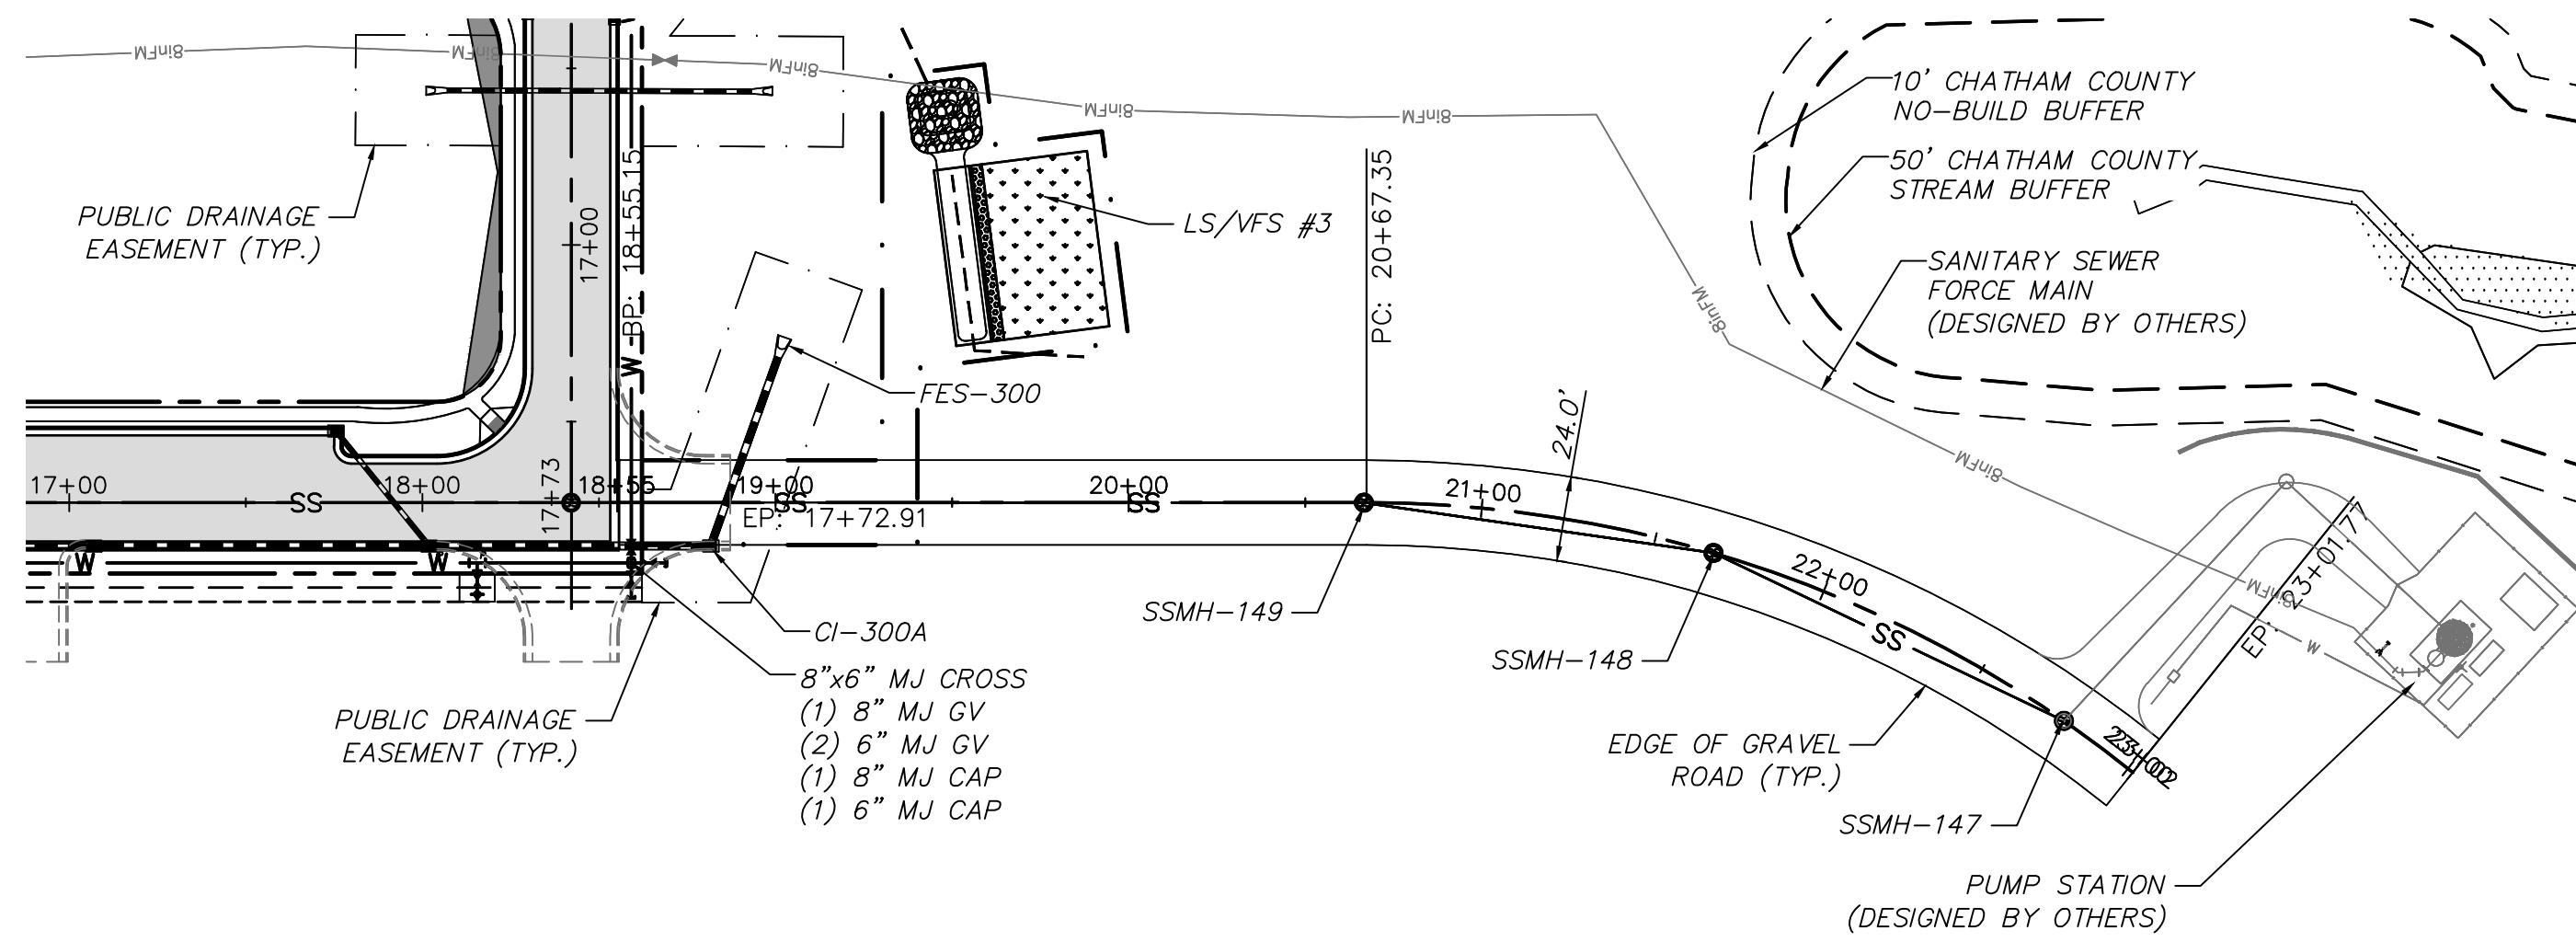 8inFM
8inFM
8inFM
8inFM
8inFM
8inFM
8inFM
8inFM
10' CHATHAM COUNTY
NO-BUILD BUFFER
50' CHATHAM COUNTY
STREAM BUFFER
SANITARY SEWER
FORCE MAIN
(DESIGNED BY OTHERS)
PUBLIC DRAINAGE
EASEMENT (TYP.)
17+00
BP: 18+55.15
W
LS/VFS #3
PC: 20+67.35
FES-300
24.0'
17+00
SS
18+00
17+73
18+55
19+00
SS
EP: 17+72.91
20+00
SS
21+00
22+00
SS
23+00
23+02
EP: 23+01.77
W
W
W
SSMH-149
SSMH-148
SSMH-147
CI-300A
8"x6" MJ CROSS
(1) 8" MJ GV
(2) 6" MJ GV
(1) 8" MJ CAP
(1) 6" MJ CAP
PUBLIC DRAINAGE
EASEMENT (TYP.)
EDGE OF GRAVEL
ROAD (TYP.)
PUMP STATION
(DESIGNED BY OTHERS)